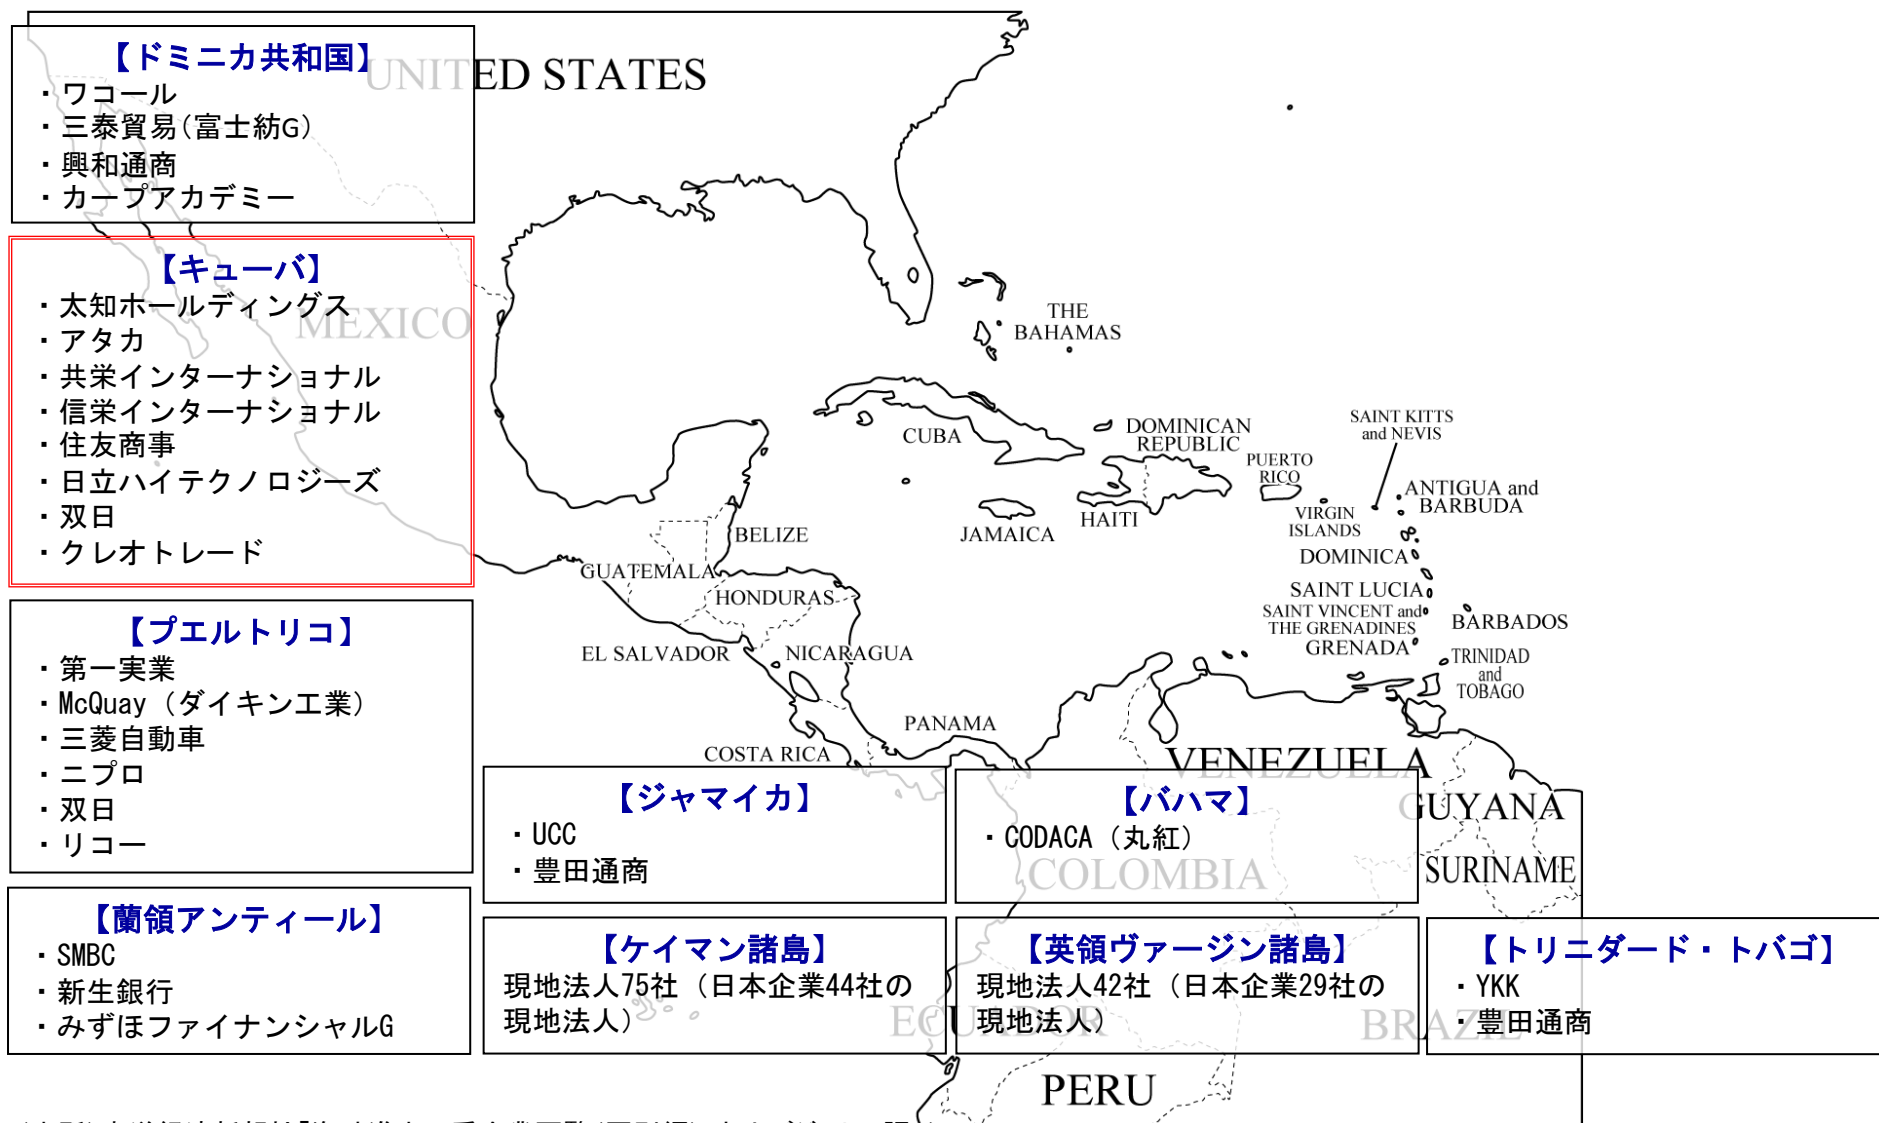 【ドミニカ共和国】
・ワコール
・三泰貿易(富士紡G)
・興和通商
・カープアカデミー
【キューバ】
・太知ホールディングス
・アタカ
・共栄インターナショナル
・信栄インターナショナル
・住友商事
・日立ハイテクノロジーズ
・双日
・クレオトレード
【プエルトリコ】
・第一実業
・McQuay（ダイキン工業）
・三菱自動車
・ニプロ
・双日
・リコー
【蘭領アンティール】
・SMBC
・新生銀行
・みずほファイナンシャルG
【ジャマイカ】
・UCC
・豊田通商
【バハマ】
・CODACA（丸紅）
【ケイマン諸島】
現地法人75社（日本企業44社の
現地法人）
【英領ヴァージン諸島】
現地法人42社（日本企業29社の
現地法人）
【トリニダード・トバゴ】
・YKK
・豊田通商
UNITED STATES
MEXICO
THE
BAHAMAS
CUBA
DOMINICAN
REPUBLIC
SAINT KITTS
and NEVIS
PUERTO
RICO
ANTIGUA and
BARBUDA
VIRGIN
ISLANDS
HAITI
JAMAICA
BELIZE
DOMINICA
GUATEMALA
SAINT LUCIA
HONDURAS
SAINT VINCENT and
THE GRENADINES
BARBADOS
GRENADA
EL SALVADOR
NICARAGUA
TRINIDAD
and
TOBAGO
PANAMA
COSTA RICA
VENEZUELA
GUYANA
SURINAME
COLOMBIA
ECUADOR
BRAZIL
PERU